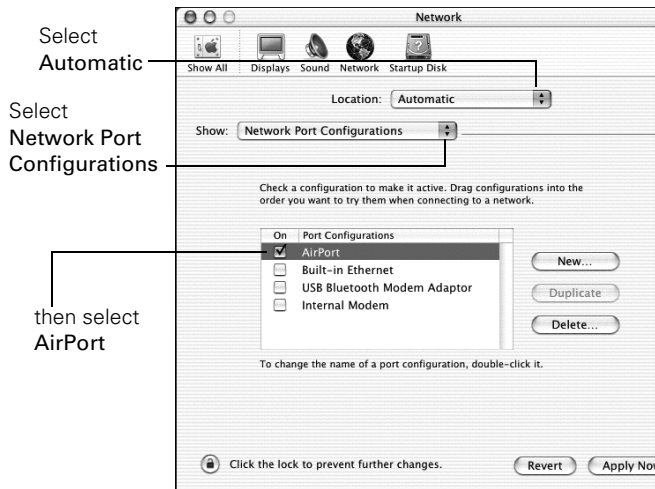 Network
Show All Displays Sound Network Startup Disk
Select
Automatic
Location: Automatic
Select
Network Port
Configurations
Show: Network Port Configurations
Check a configuration to make it active. Drag configurations into the
order you want to try them when connecting to a network.
On Port Configurations
AirPort
Built-in Ethernet
USB Bluetooth Modem Adaptor
Internal Modem
New...
Duplicate
Delete...
then select
AirPort
To change the name of a port configuration, double-click it.
Click the lock to prevent further changes.
Revert
Apply Nov